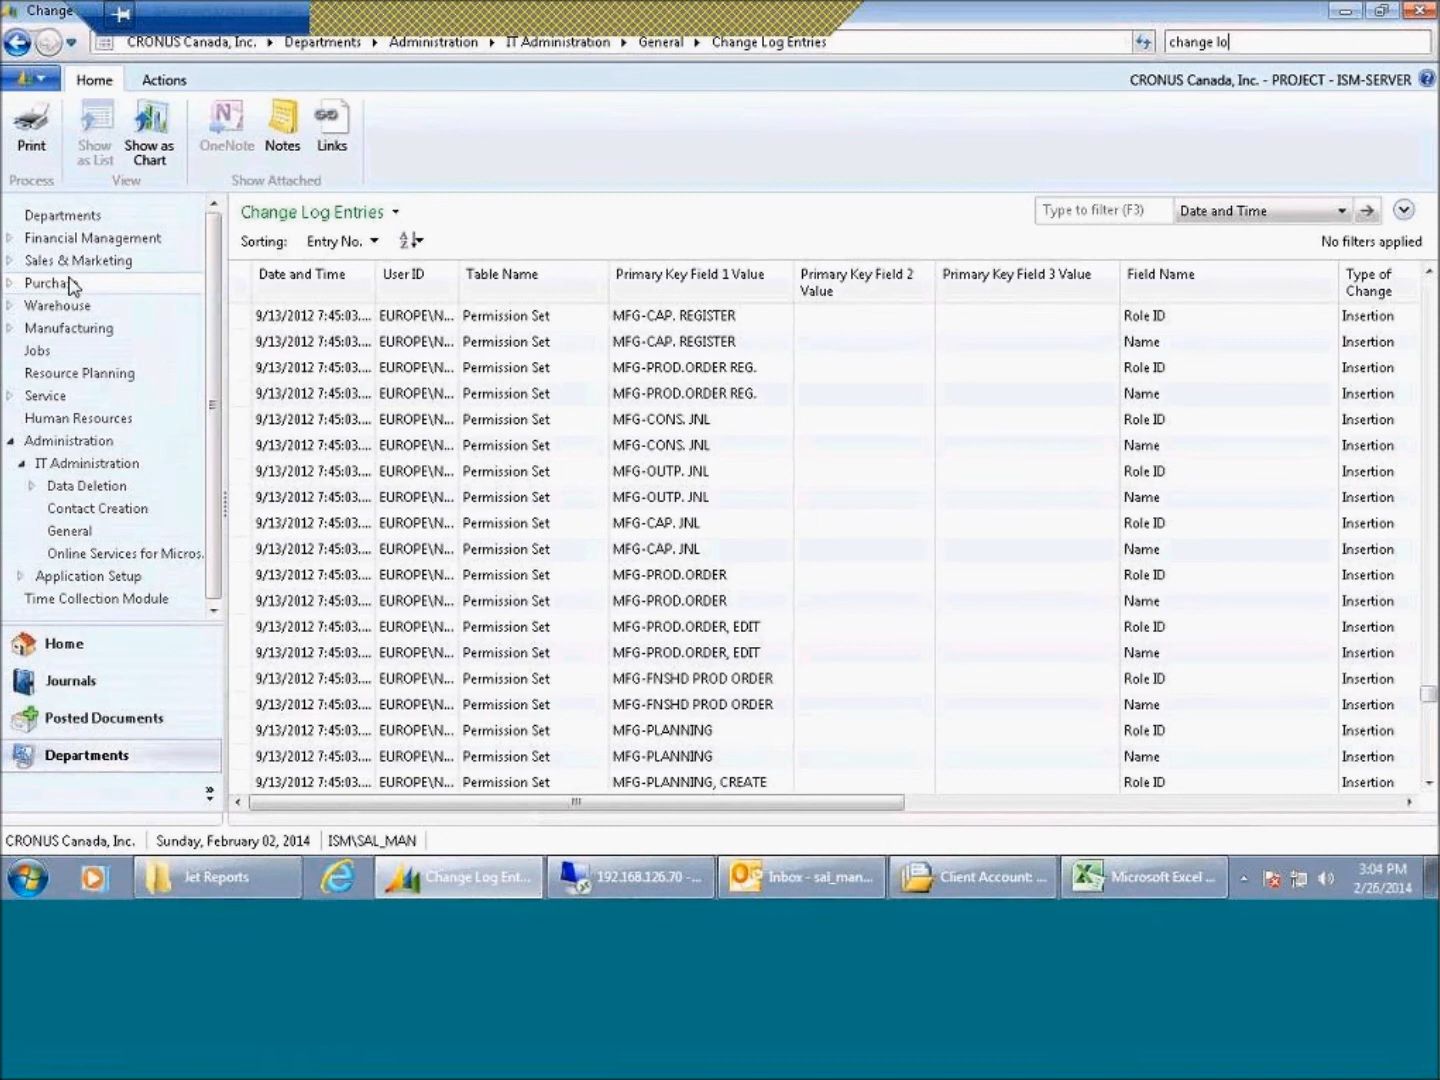 Change
CRONUS Canada, Inc. Departments Administration IT Administration General Change Log Entries
change lo
Home Actions
CRONUS Canada, Inc. - PROJECT - ISM-SERVER
Print
Show as List
Show as Chart
OneNote
Notes
Links
Process View Show Attached
Departments
Financial Management
Sales & Marketing
Purchas
Warehouse
Manufacturing
Jobs
Resource Planning
Service
Human Resources
Administration
IT Administration
Data Deletion
Contact Creation
General
Online Services for Micros.
Application Setup
Time Collection Module
Home
Journals
Posted Documents
Departments
Change Log Entries
Type to filter (F3) Date and Time
Sorting: Entry No.
No filters applied
Date and Time User ID Table Name Primary Key Field 1 Value Primary Key Field 2 Value Primary Key Field 3 Value Field Name Type of Change
9/13/2012 7:45:03.... EUROPE\N... Permission Set MFG-CAP. REGISTER Role ID Insertion
9/13/2012 7:45:03.... EUROPE\N... Permission Set MFG-CAP. REGISTER Name Insertion
9/13/2012 7:45:03.... EUROPE\N... Permission Set MFG-PROD.ORDER REG. Role ID Insertion
9/13/2012 7:45:03.... EUROPE\N... Permission Set MFG-PROD.ORDER REG. Name Insertion
9/13/2012 7:45:03.... EUROPE\N... Permission Set MFG-CONS. JNL Role ID Insertion
9/13/2012 7:45:03.... EUROPE\N... Permission Set MFG-CONS. JNL Name Insertion
9/13/2012 7:45:03.... EUROPE\N... Permission Set MFG-OUTP. JNL Role ID Insertion
9/13/2012 7:45:03.... EUROPE\N... Permission Set MFG-OUTP. JNL Name Insertion
9/13/2012 7:45:03.... EUROPE\N... Permission Set MFG-CAP. JNL Role ID Insertion
9/13/2012 7:45:03.... EUROPE\N... Permission Set MFG-CAP. JNL Name Insertion
9/13/2012 7:45:03.... EUROPE\N... Permission Set MFG-PROD.ORDER Role ID Insertion
9/13/2012 7:45:03.... EUROPE\N... Permission Set MFG-PROD.ORDER Name Insertion
9/13/2012 7:45:03.... EUROPE\N... Permission Set MFG-PROD.ORDER, EDIT Role ID Insertion
9/13/2012 7:45:03.... EUROPE\N... Permission Set MFG-PROD.ORDER, EDIT Name Insertion
9/13/2012 7:45:03.... EUROPE\N... Permission Set MFG-FNSHD PROD ORDER Role ID Insertion
9/13/2012 7:45:03.... EUROPE\N... Permission Set MFG-FNSHD PROD ORDER Name Insertion
9/13/2012 7:45:03.... EUROPE\N... Permission Set MFG-PLANNING Role ID Insertion
9/13/2012 7:45:03.... EUROPE\N... Permission Set MFG-PLANNING Name Insertion
9/13/2012 7:45:03.... EUROPE\N... Permission Set MFG-PLANNING, CREATE Role ID Insertion
CRONUS Canada, Inc. Sunday, February 02, 2014 ISM\SAL_MAN
Jet Reports
Change Log Ent...
192.168.126.70 -...
Inbox - sal_man...
Client Account: ...
Microsoft Excel ...
3:04 PM
2/26/2014